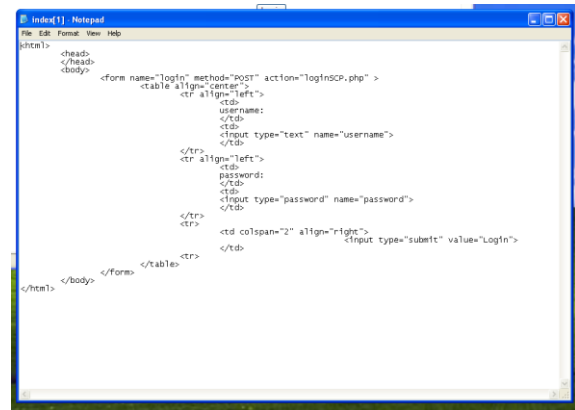 index[1] - Notepad
File Edit Format View Help
<html>
<head>
</head>
<body>
<form name="login" method="POST" action="loginSCP.php" >
<table align="center">
<tr align="left">
<td>
username:
</td>
<td>
<input type="text" name="username">
</td>
</tr>
<tr align="left">
<td>
password:
</td>
<td>
<input type="password" name="password">
</td>
</tr>
<tr>
<td colspan="2" align="right">
<input type="submit" value="Login">
</td>
<tr>
</table>
</form>
</body>
</html>